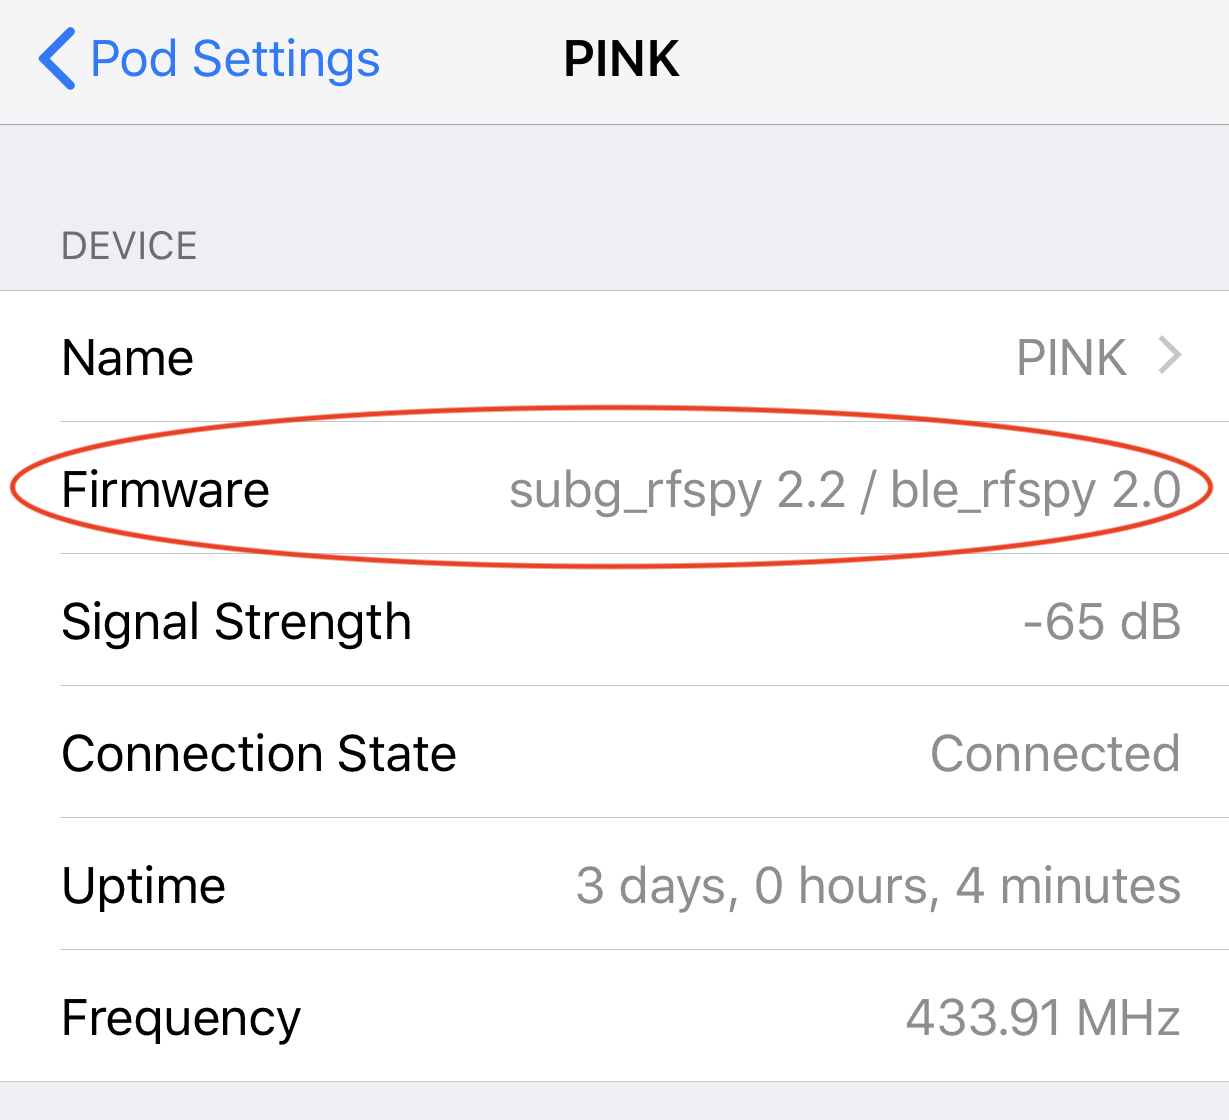 Pod Settings PINK
DEVICE
Name PINK
Firmware subg_rfspy 2.2 / ble_rfspy 2.0
Signal Strength -65 dB
Connection State Connected
Uptime 3 days, 0 hours, 4 minutes
Frequency 433.91 MHz